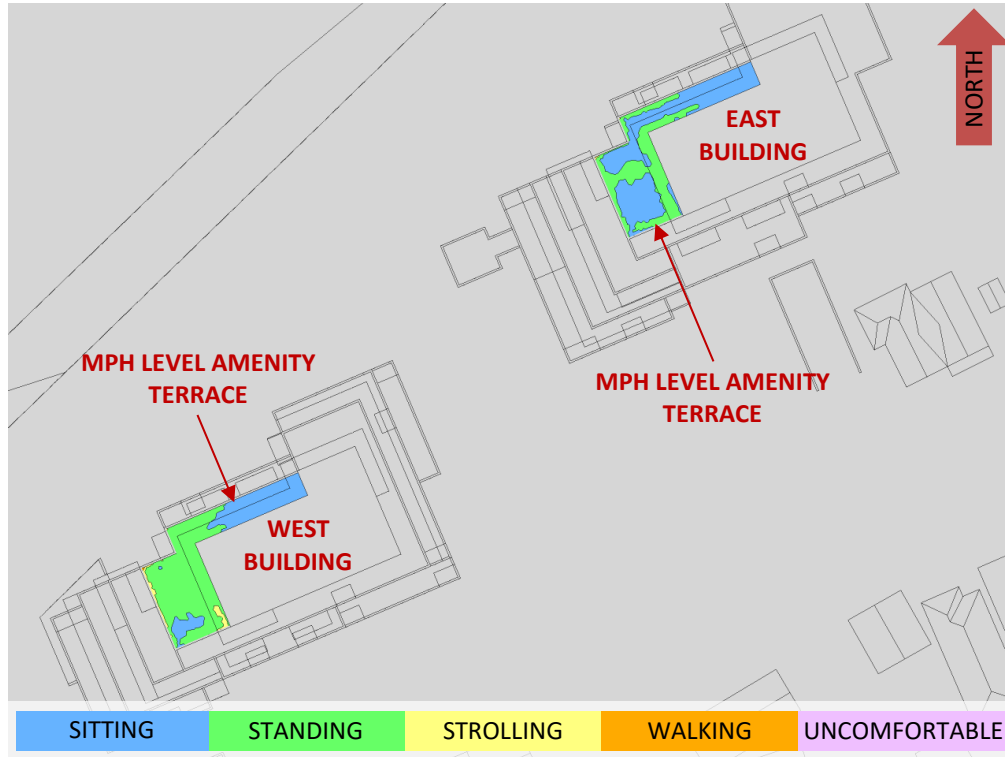 NORTH
EAST
BUILDING
MPH LEVEL AMENITY
TERRACE
MPH LEVEL AMENITY
TERRACE
WEST
BUILDING
SITTING
STANDING
STROLLING
WALKING
UNCOMFORTABLE